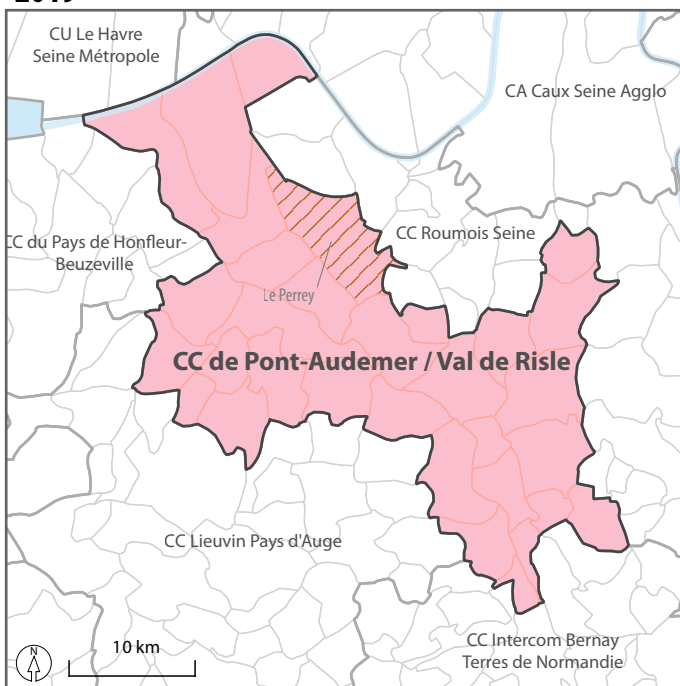 2019
CU Le Havre
Seine Métropole
CA Caux Seine Agglo
CC Roumois Seine
CC du Pays de Honfleur-
Beuzeville
Le Perrey
CC de Pont-Audemer / Val de Risle
CC Lieuvin Pays d'Auge
N
10 km
CC Intercom Bernay
Terres de Normandie